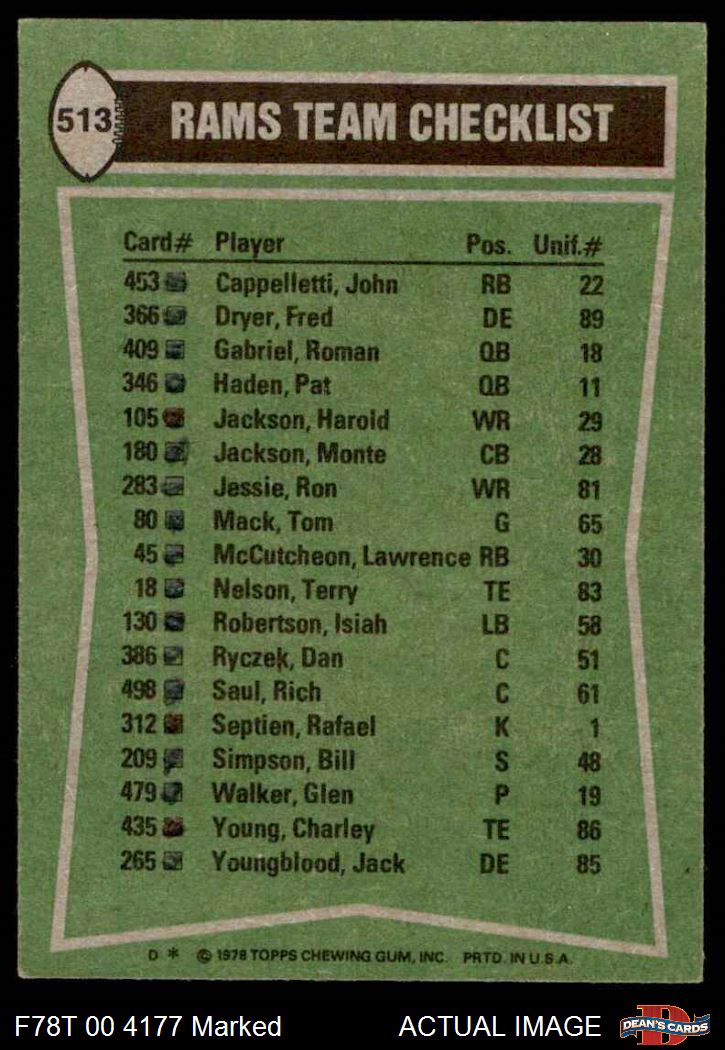 513
RAMS TEAM CHECKLIST
Card# Player Pos. Unif.#
453 Cappelletti, John RB 22
366 Dryer, Fred DE 89
409 Gabriel, Roman QB 18
346 Haden, Pat QB 11
105 Jackson, Harold WR 29
180 Jackson, Monte CB 28
283 Jessie, Ron WR 81
80 Mack, Tom G 65
45 McCutcheon, Lawrence RB 30
18 Nelson, Terry TE 83
130 Robertson, Isiah LB 58
386 Ryczek, Dan C 51
498 Saul, Rich C 61
312 Septien, Rafael K 1
209 Simpson, Bill S 48
479 Walker, Glen P 19
435 Young, Charley TE 86
265 Youngblood, Jack DE 85
D * © 1978 TOPPS CHEWING GUM, INC. PRTD. IN U.S.A.
F78T 00 4177 Marked ACTUAL IMAGE
D
DEAN'S CARDS